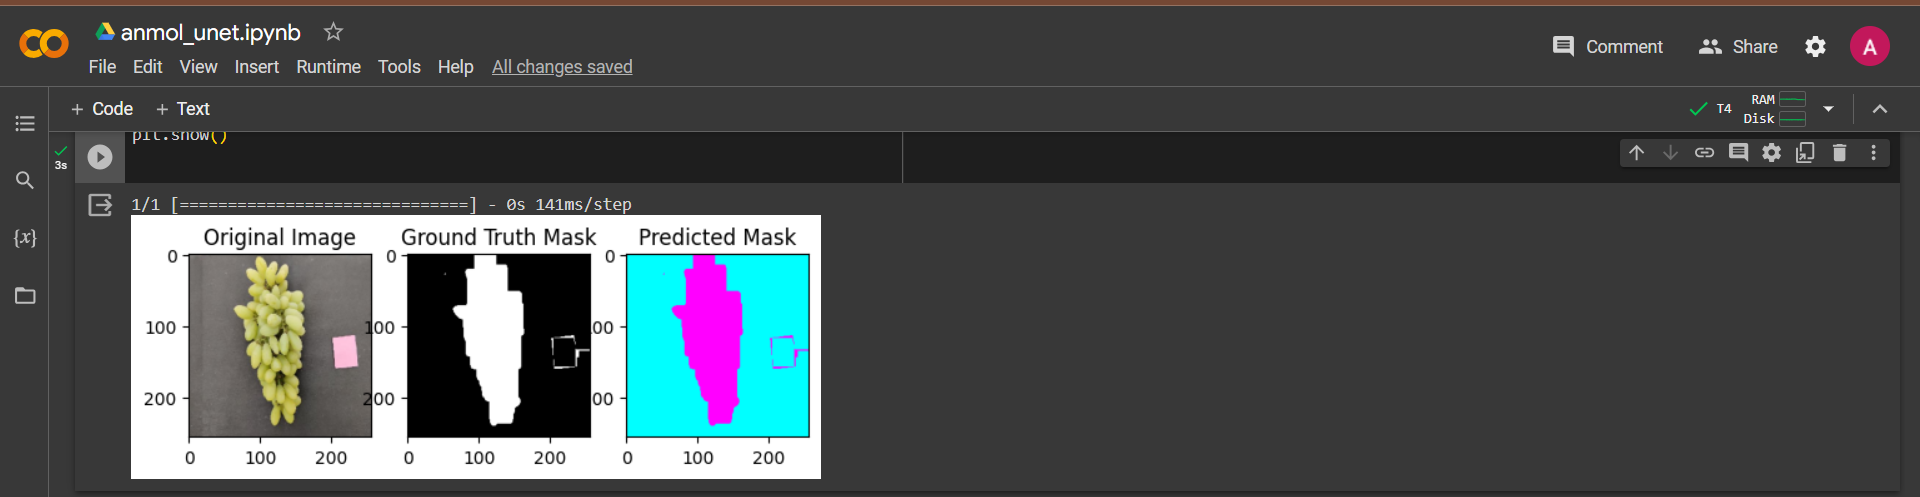 anmol_unet.ipynb
Comment
Share
A
File Edit View Insert Runtime Tools Help All changes saved
+ Code + Text
T4
RAM
Disk
plt.show()
3s
{x}
1/1 [==============================] - 0s 141ms/step
Original Image Ground Truth Mask Predicted Mask
0 0 0
100 100 00
200 200 00
0 100 200 0 100 200 0 100 200